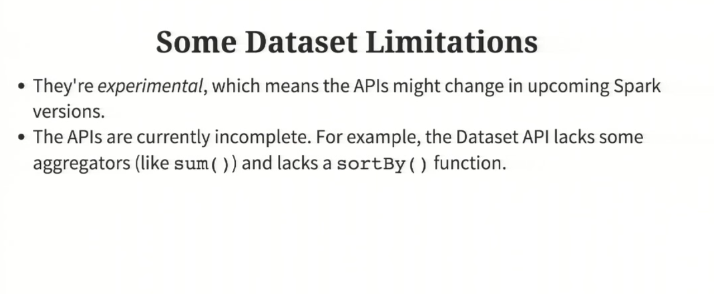 Some Dataset Limitations
• They're experimental, which means the APIs might change in upcoming Spark
versions.
• The APIs are currently incomplete. For example, the Dataset API lacks some
aggregators (like sum()) and lacks a sortBy() function.